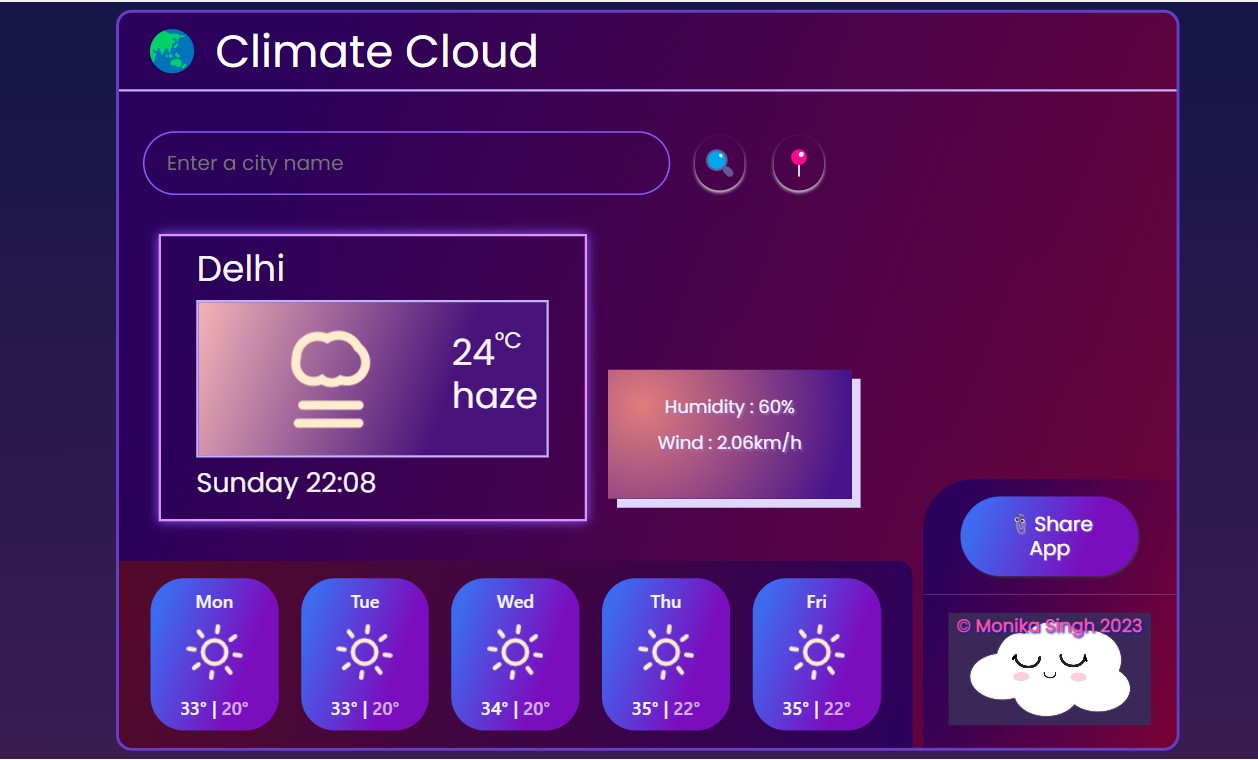 Climate Cloud
Enter a city name
Delhi
24°C
haze
Sunday 22:08
Humidity : 60%
Wind : 2.06km/h
Share
App
Mon
33° | 20°
Tue
33° | 20°
Wed
34° | 20°
Thu
35° | 22°
Fri
35° | 22°
© Monika Singh 2023